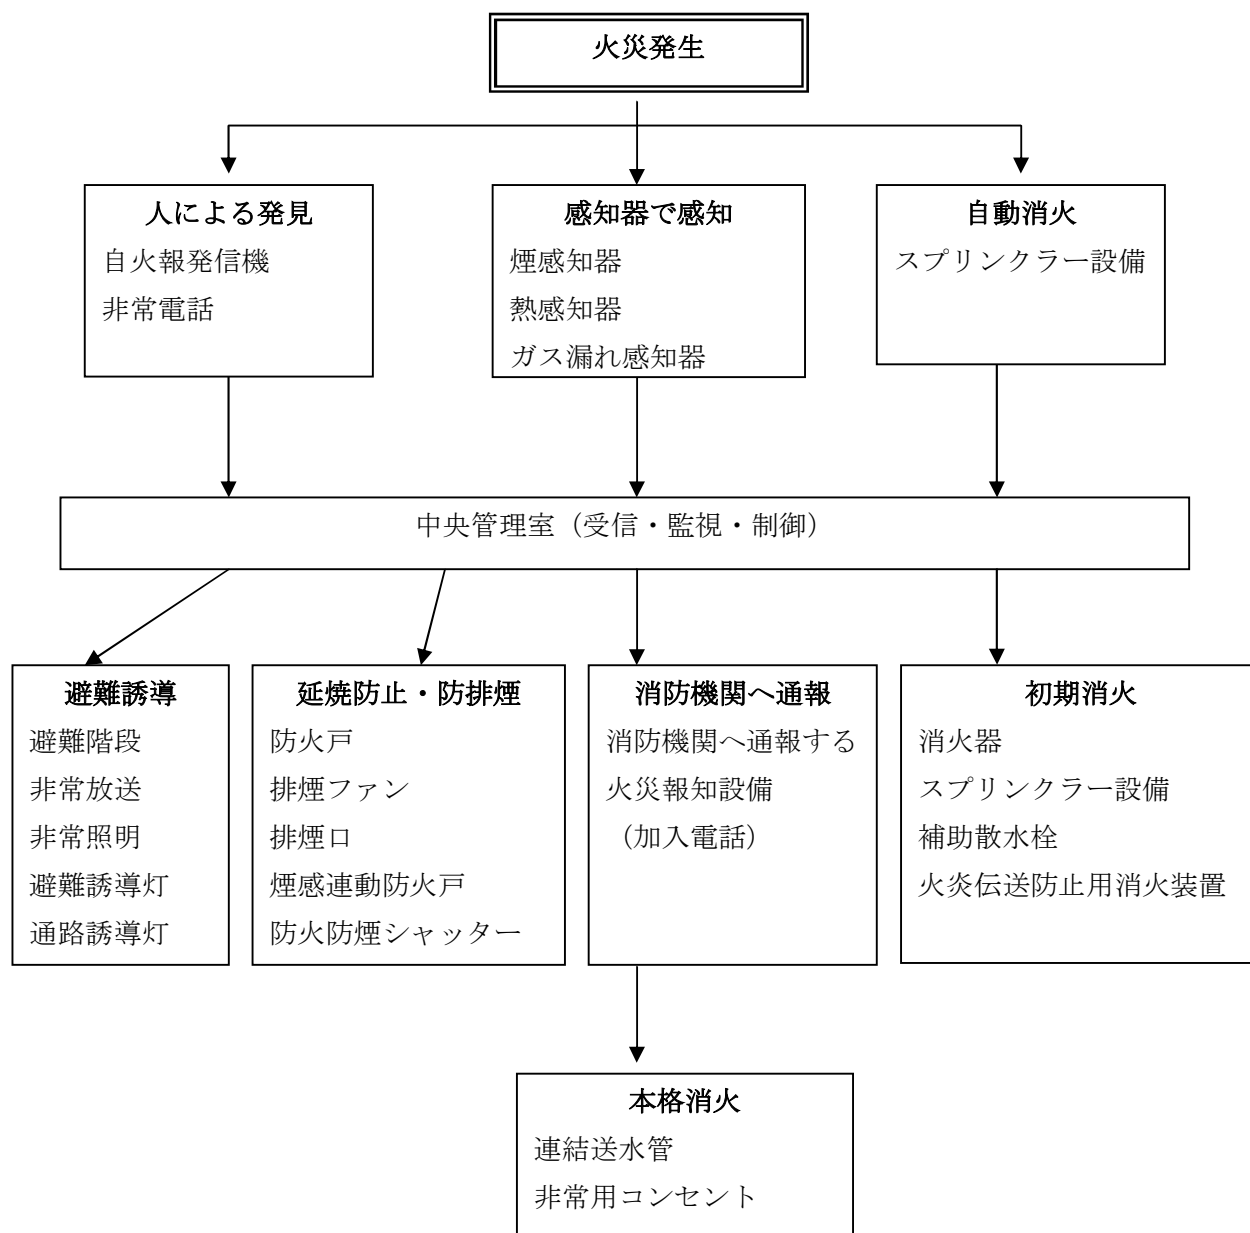 火災発生
人による発見
自火報発信機
非常電話
感知器で感知
煙感知器
熱感知器
ガス漏れ感知器
自動消火
スプリンクラー設備
中央管理室（受信・監視・制御）
避難誘導
避難階段
非常放送
非常照明
避難誘導灯
通路誘導灯
延焼防止・防排煙
防火戸
排煙ファン
排煙口
煙感連動防火戸
防火防煙シャッター
消防機関へ通報
消防機関へ通報する
火災報知設備
（加入電話）
初期消火
消火器
スプリンクラー設備
補助散水栓
火炎伝送防止用消火装置
本格消火
連結送水管
非常用コンセント